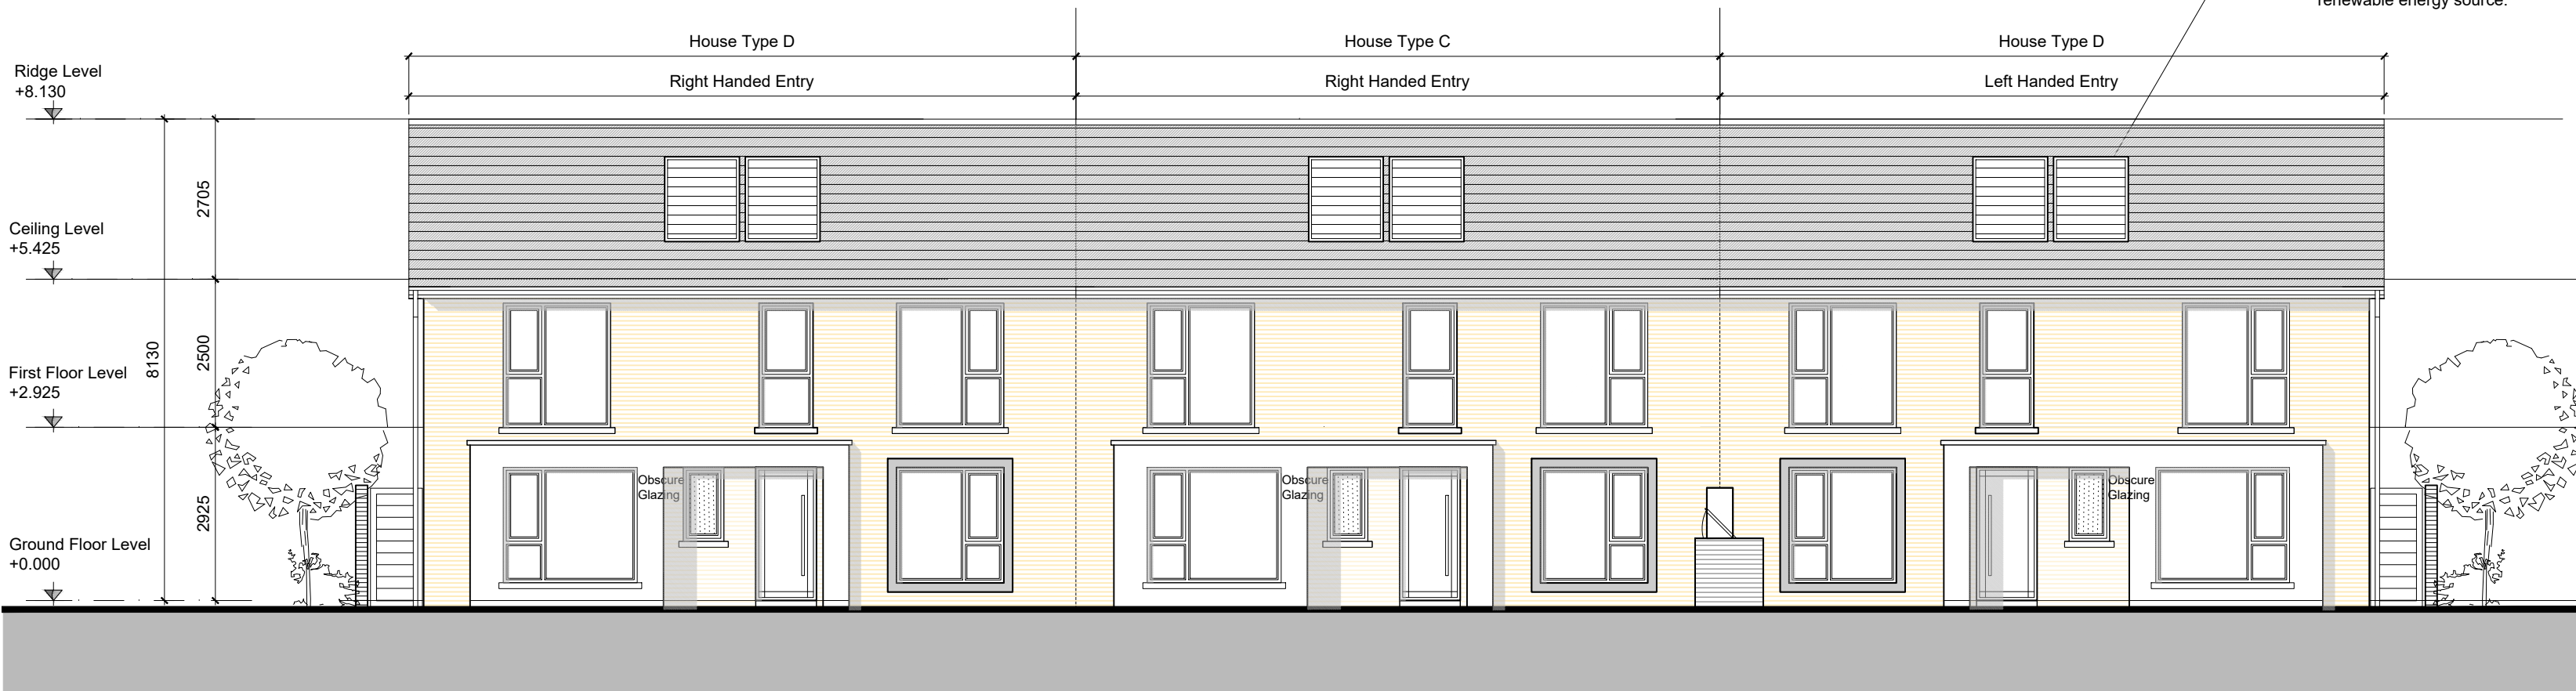 renewable energy source.
House Type D
House Type C
House Type D
Right Handed Entry
Right Handed Entry
Left Handed Entry
Ridge Level
+8.130
2705
Ceiling Level
+5.425
2500
8130
First Floor Level
+2.925
2925
Ground Floor Level
+0.000
Obscure
Glazing
Obscure
Glazing
Obscure
Glazing